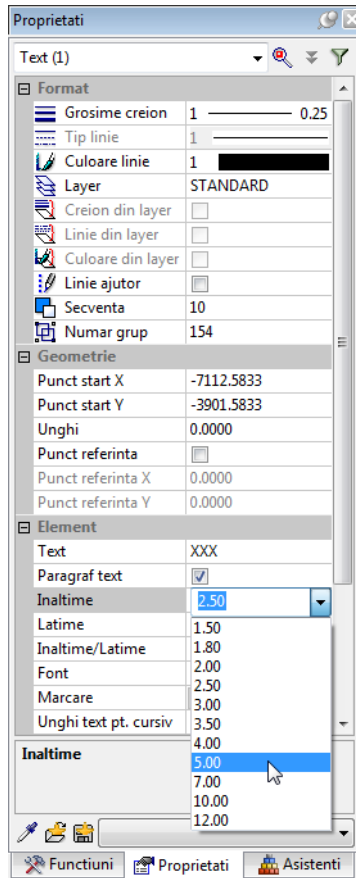 Proprietati
Text (1)
Format
Grosime creion 1 0.25
Tip linie 1
Culoare linie 1
Layer STANDARD
Creion din layer
Linie din layer
Culoare din layer
Linie ajutor
Secventa 10
Numar grup 154
Geometrie
Punct start X -7112.5833
Punct start Y -3901.5833
Unghi 0.0000
Punct referinta
Punct referinta X 0.0000
Punct referinta Y 0.0000
Element
Text XXX
Paragraf text
Inaltime 2.50
Latime 1.50
Inaltime/Latime 1.80
2.00
Font 2.50
Marcare 3.00
Unghi text pt. cursiv 3.50
4.00
Inaltime 5.00
7.00
10.00
12.00
Functiuni Proprietati Asistenti